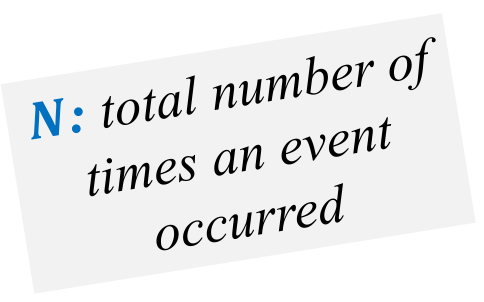 N: total number of
times an event
occurred